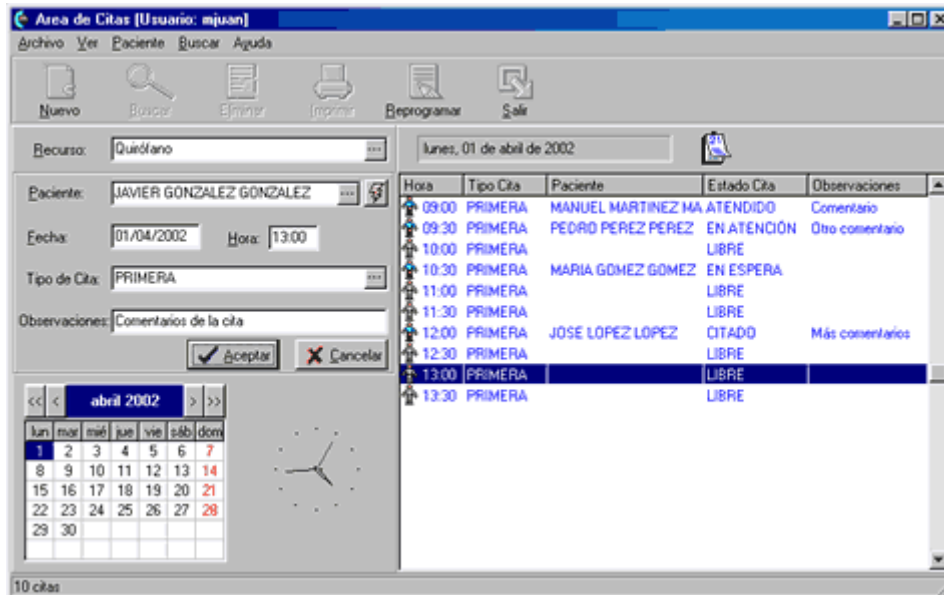 Area de Citas [Usuario: mjuan]
Archivo Ver Paciente Buscar Ayuda
Nuevo Buscar Eliminar Imprimir Reprogramar Salir
Recurso: Quirófano
lunes, 01 de abril de 2002
Paciente: JAVIER GONZALEZ GONZALEZ
Fecha: 01/04/2002 Hora: 13:00
Tipo de Cita: PRIMERA
Observaciones: Comentarios de la cita
Aceptar Cancelar
Hora Tipo Cita Paciente Estado Cita Observaciones
09:00 PRIMERA MANUEL MARTINEZ MA ATENDIDO Comentario
09:30 PRIMERA PEDRO PEREZ PEREZ EN ATENCIÓN Otro comentario
10:00 PRIMERA LIBRE
10:30 PRIMERA MARIA GOMEZ GOMEZ EN ESPERA
11:00 PRIMERA LIBRE
11:30 PRIMERA LIBRE
12:00 PRIMERA JOSE LOPEZ LOPEZ CITADO Más comentarios
12:30 PRIMERA LIBRE
13:00 PRIMERA LIBRE
13:30 PRIMERA LIBRE
<< < abril 2002 > >>
lun mar mié jue vie sáb dom
1 2 3 4 5 6 7
8 9 10 11 12 13 14
15 16 17 18 19 20 21
22 23 24 25 26 27 28
29 30
10 citas